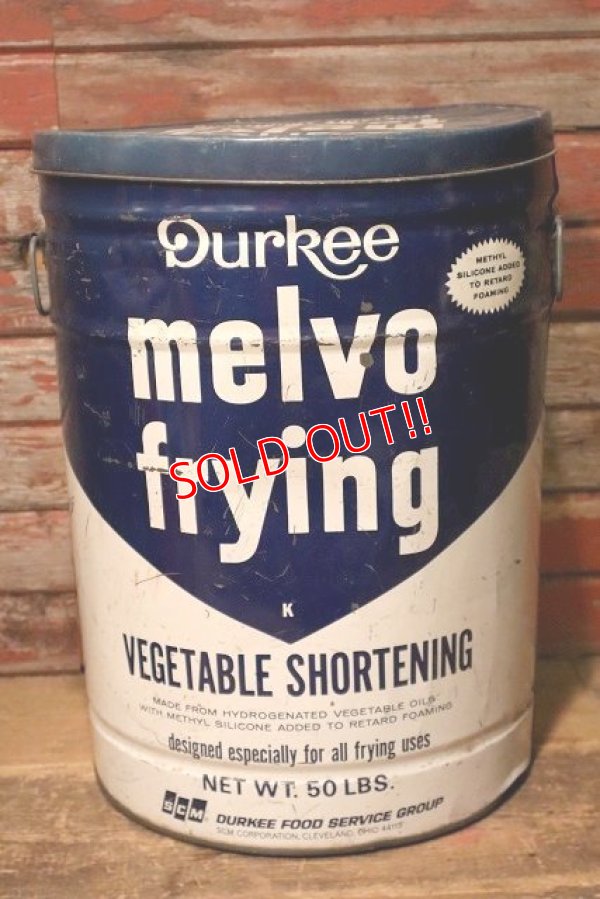 Durkee
METHYL
SILICONE ADDED
TO RETARD
FOAMING
melvo
frying
SOLD OUT!!
K
VEGETABLE SHORTENING
MADE FROM HYDROGENATED VEGETABLE OILS
WITH METHYL SILICONE ADDED TO RETARD FOAMING
designed especially for all frying uses
NET WT. 50 LBS.
SCM DURKEE FOOD SERVICE GROUP
SCM CORPORATION, CLEVELAND, OHIO 44115